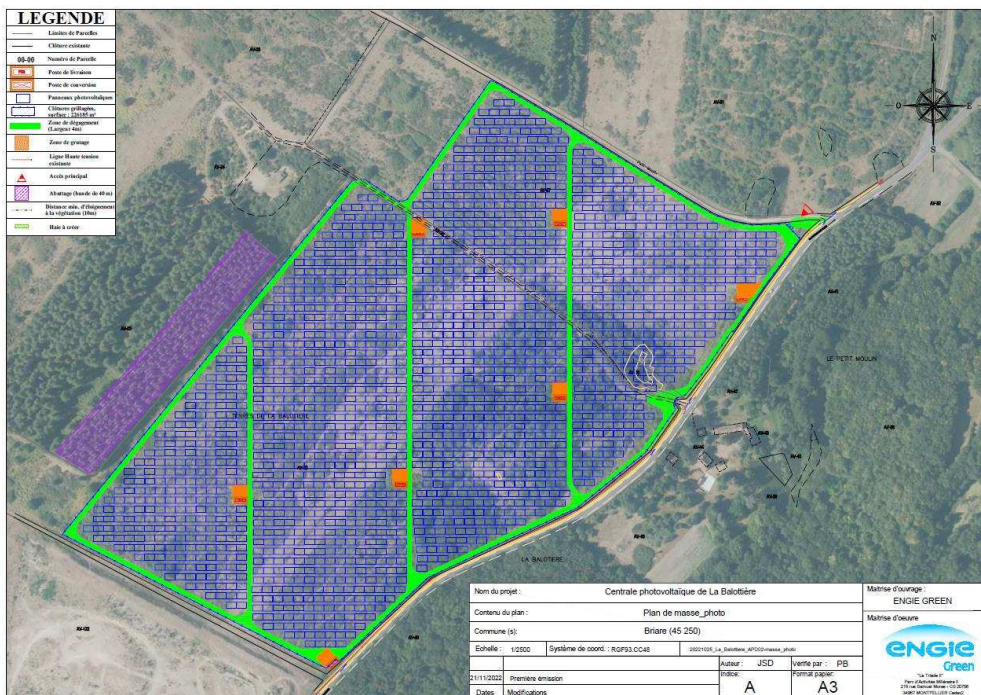 LEGENDE
Limites de Parcelles
Clôture existante
00-00 Numéro de Parcelle
Poste de livraison
Poste de conversion
Panneaux photovoltaïques
Clôtures grillagées,
surface : 226185 m²
Zone de dégagement
(Largeur 4m)
Zone de grutage
Ligne Haute tension
existante
Accès principal
Abattage (bande de 40 m)
Distance min. d'éloignement
à la végétation (10m)
Haie à créer
N
O
E
S
LE PETIT MOULIN
LA BALOTIERE
Nom du projet : Centrale photovoltaïque de La Balottière
Contenu du plan : Plan de masse_photo
Commune (s): Briare (45 250)
Echelle : 1/2500 Système de coord. : RGF93.CC48
21/11/2022 Première émission
Dates Modifications
Auteur : JSD Vérifié par : PB
Indice: A
Format papier: A3
Maîtrise d'ouvrage :
ENGIE GREEN
Maîtrise d'oeuvre
ENGIE
Green